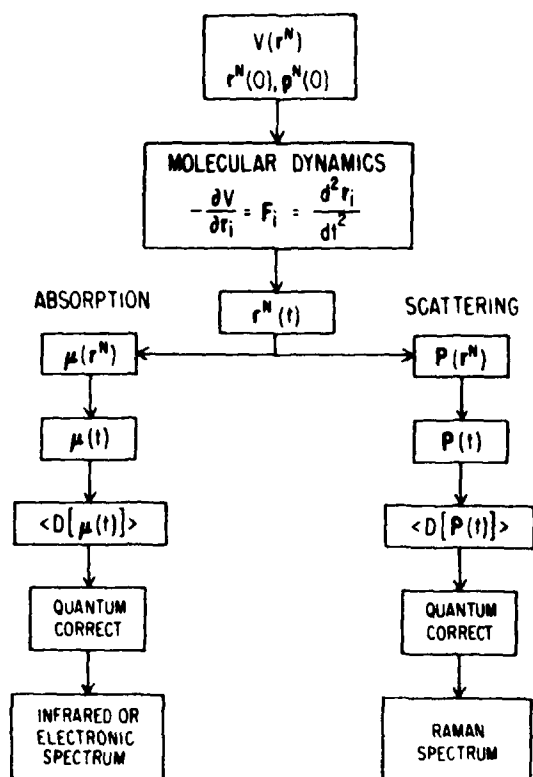 V(r^N)
r^N(0), p^N(0)
MOLECULAR DYNAMICS
-∂V/∂r_i = F_i = d²r_i/dt²
r^N(t)
ABSORPTION
SCATTERING
μ(r^N)
P(r^N)
μ(t)
P(t)
<D[μ(t)]>
<D[P(t)]>
QUANTUM
CORRECT
QUANTUM
CORRECT
INFRARED OR
ELECTRONIC
SPECTRUM
RAMAN
SPECTRUM